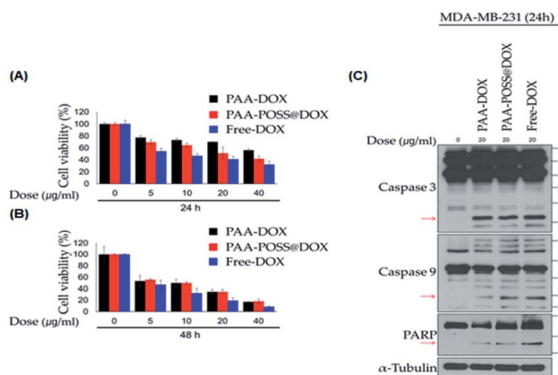 (A)
PAA-DOX
PAA-POSS@DOX
Free-DOX
Cell viability (%)
120
100
80
60
40
20
0
Dose (µg/ml) 0 5 10 20 40
24 h
(B)
PAA-DOX
PAA-POSS@DOX
Free-DOX
Cell viability (%)
120
100
80
60
40
20
0
Dose (µg/ml) 0 5 10 20 40
48 h
MDA-MB-231 (24h)
(C)
PAA-DOX
PAA-POSS@DOX
Free-DOX
Dose (µg/ml) 0 20 20 20
Caspase 3
Caspase 9
PARP
α-Tubulin